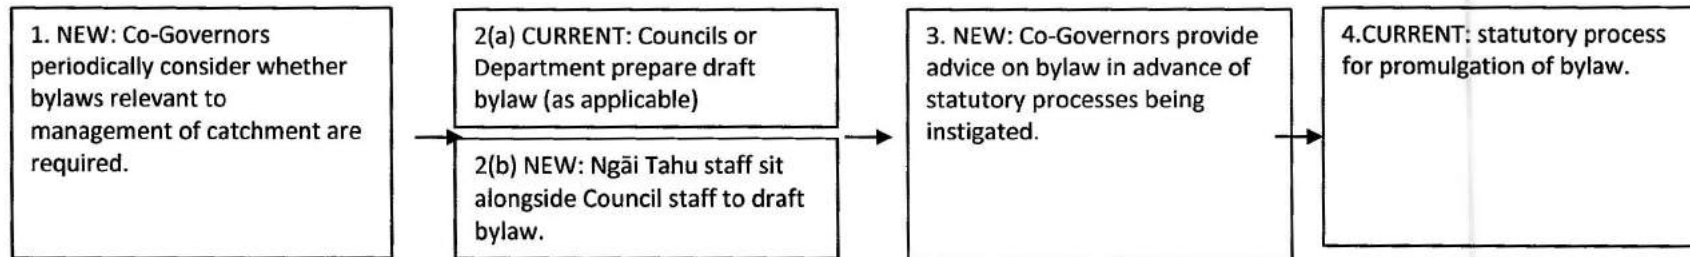 1. NEW: Co-Governors
periodically consider whether
bylaws relevant to
management of catchment are
required.
2(a) CURRENT: Councils or
Department prepare draft
bylaw (as applicable)
2(b) NEW: Ngāi Tahu staff sit
alongside Council staff to draft
bylaw.
3. NEW: Co-Governors provide
advice on bylaw in advance of
statutory processes being
instigated.
4.CURRENT: statutory process
for promulgation of bylaw.